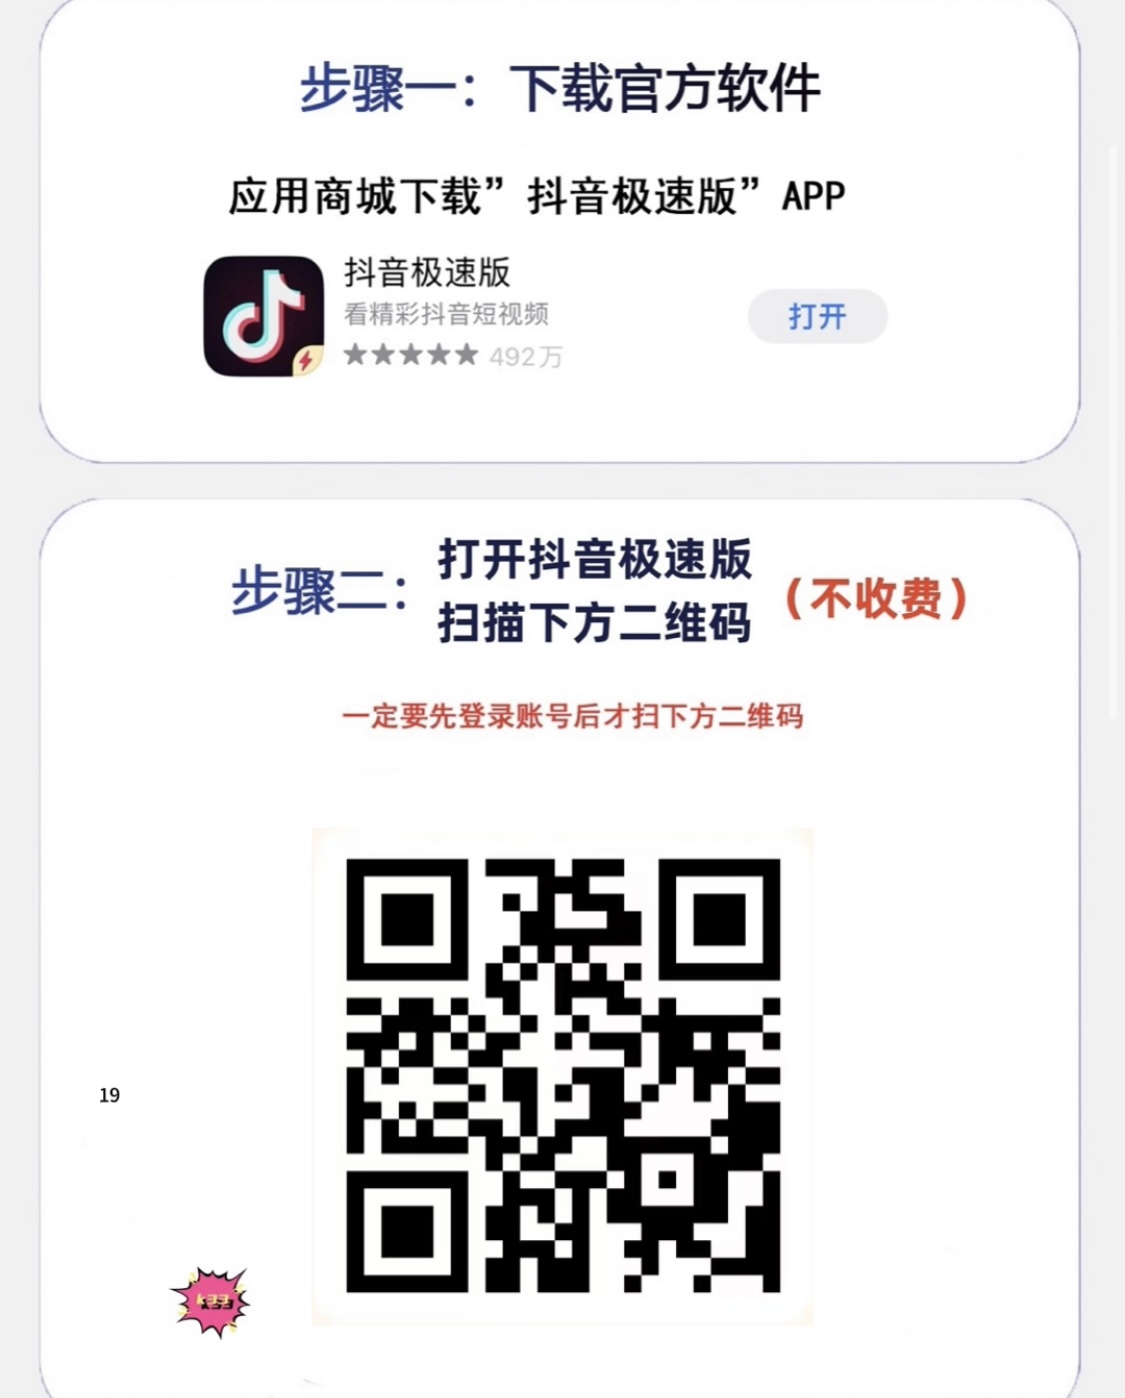 步骤一：下载官方软件
应用商城下载”抖音极速版”APP
抖音极速版
看精彩抖音短视频
492万
打开
步骤二：
打开抖音极速版
扫描下方二维码
（不收费）
一定要先登录账号后才扫下方二维码
19
k33